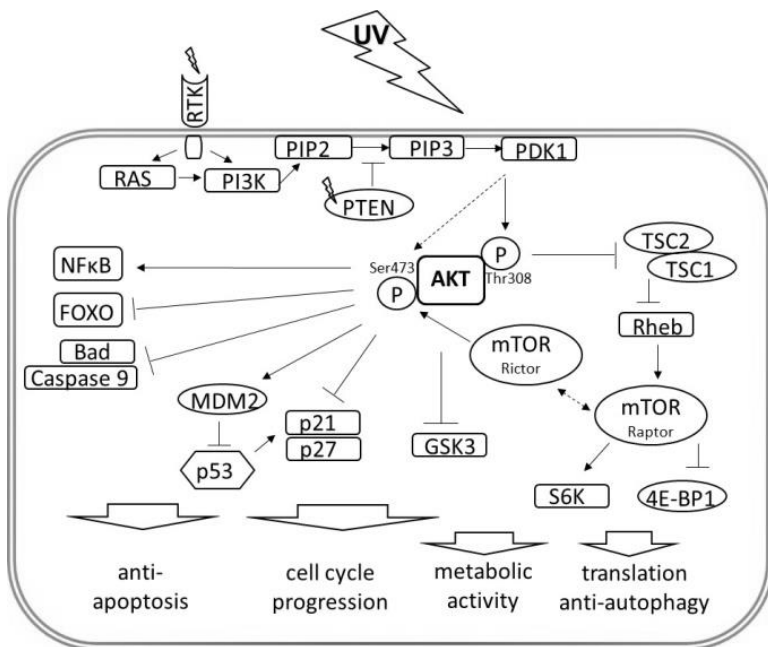 UV
RTK
PIP2
PIP3
PDK1
RAS
PI3K
PTEN
TSC2
TSC1
NFκB
Ser473
P
AKT
P
Thr308
FOXO
Rheb
Bad
Caspase 9
mTOR
Rictor
MDM2
mTOR
Raptor
p21
p27
GSK3
p53
S6K
4E-BP1
anti-
apoptosis
cell cycle
progression
metabolic
activity
translation
anti-autophagy